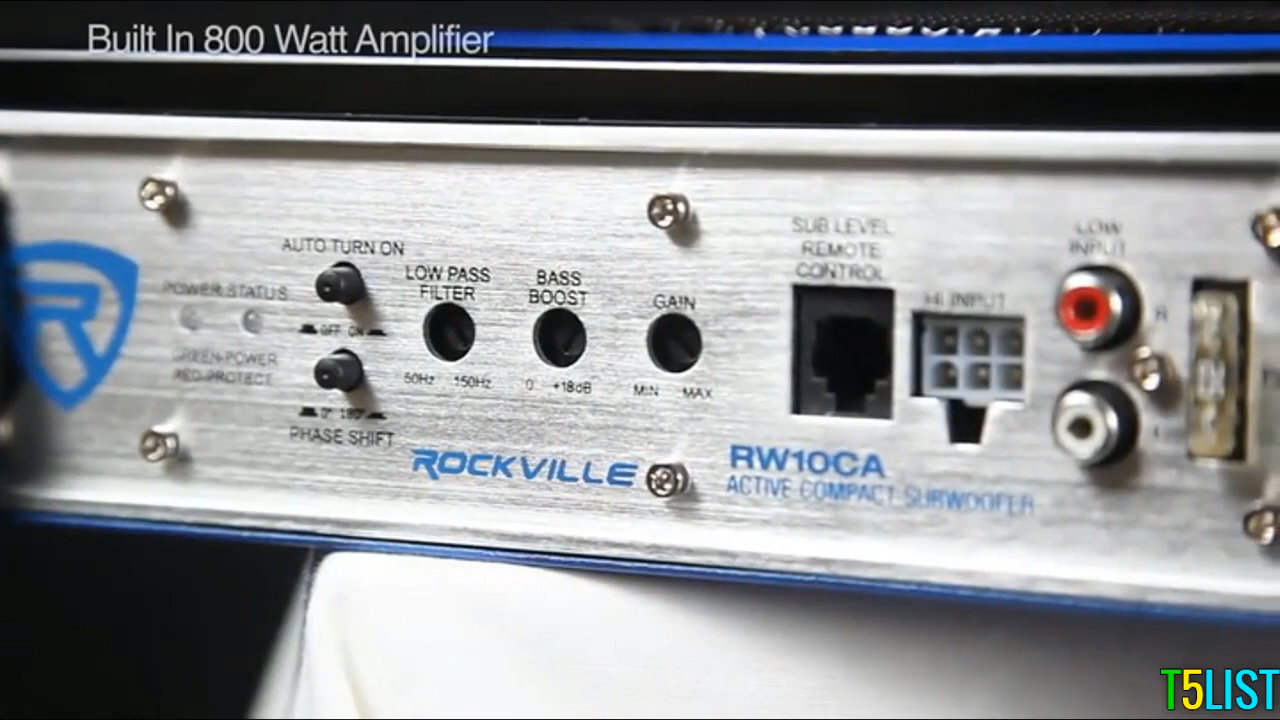 Built In 800 Watt Amplifier
AUTO TURN ON
POWER STATUS
OFF ON
GREEN-POWER
RED-PROTECT
0° 180°
PHASE SHIFT
LOW PASS
FILTER
50Hz 150Hz
BASS
BOOST
0 +18dB
GAIN
MIN MAX
SUB LEVEL
REMOTE
CONTROL
HI INPUT
LOW
INPUT
R
L
R
ROCKVILLE
RW10CA
ACTIVE COMPACT SUBWOOFER
T5LIST